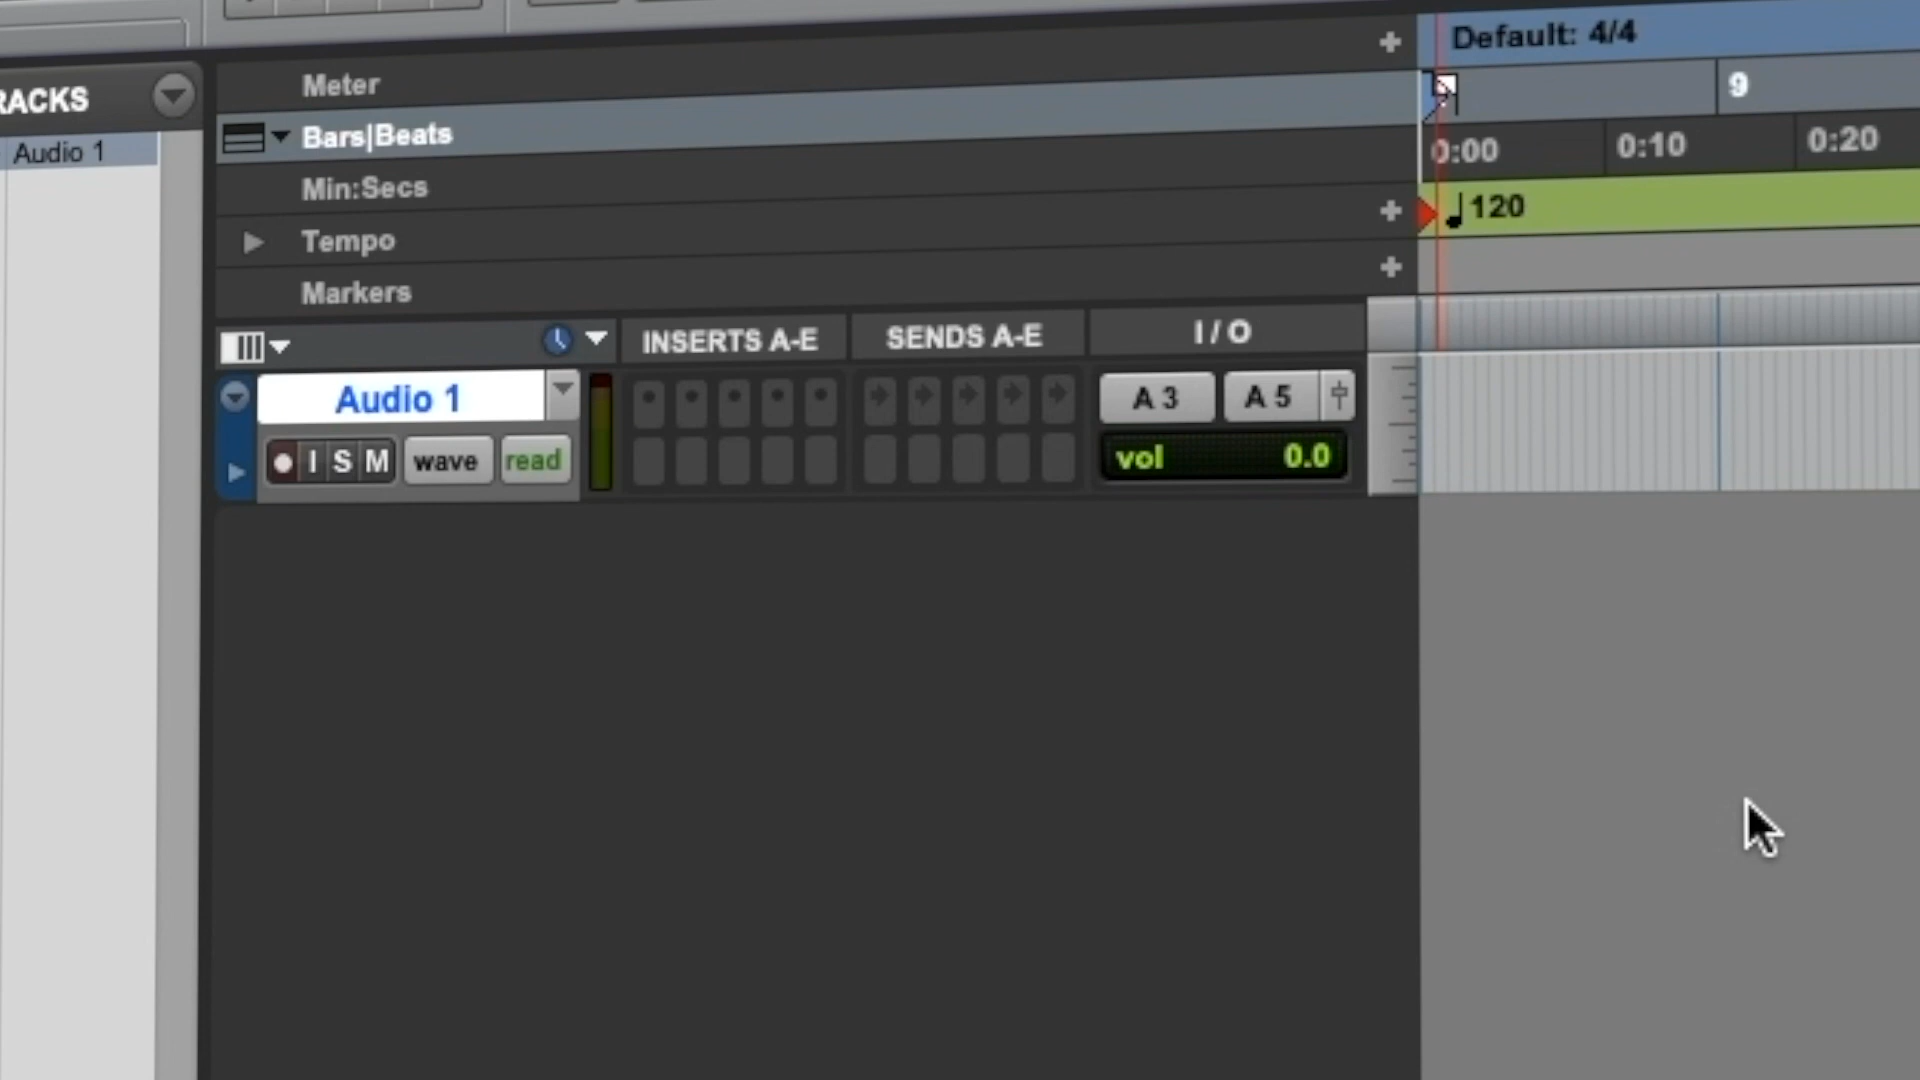 RACKS
Audio 1
Meter
Default: 4/4
Bars|Beats
9
Min:Secs
0:00 0:10 0:20
Tempo
120
Markers
INSERTS A-E SENDS A-E I / O
Audio 1
A 3 A 5
I S M wave read
vol 0.0